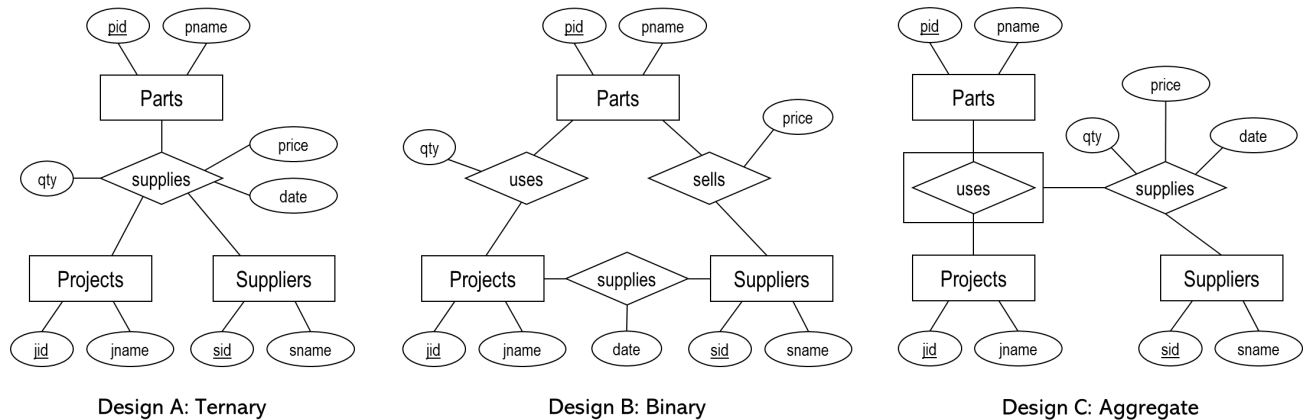 pid
pname
Parts
price
qty
supplies
date
Projects
Suppliers
jid
jname
sid
sname
Design A: Ternary
pid
pname
Parts
price
qty
uses
sells
Projects
supplies
Suppliers
jid
jname
date
sid
sname
Design B: Binary
pid
pname
price
Parts
qty
date
uses
supplies
Projects
Suppliers
jid
jname
sid
sname
Design C: Aggregate